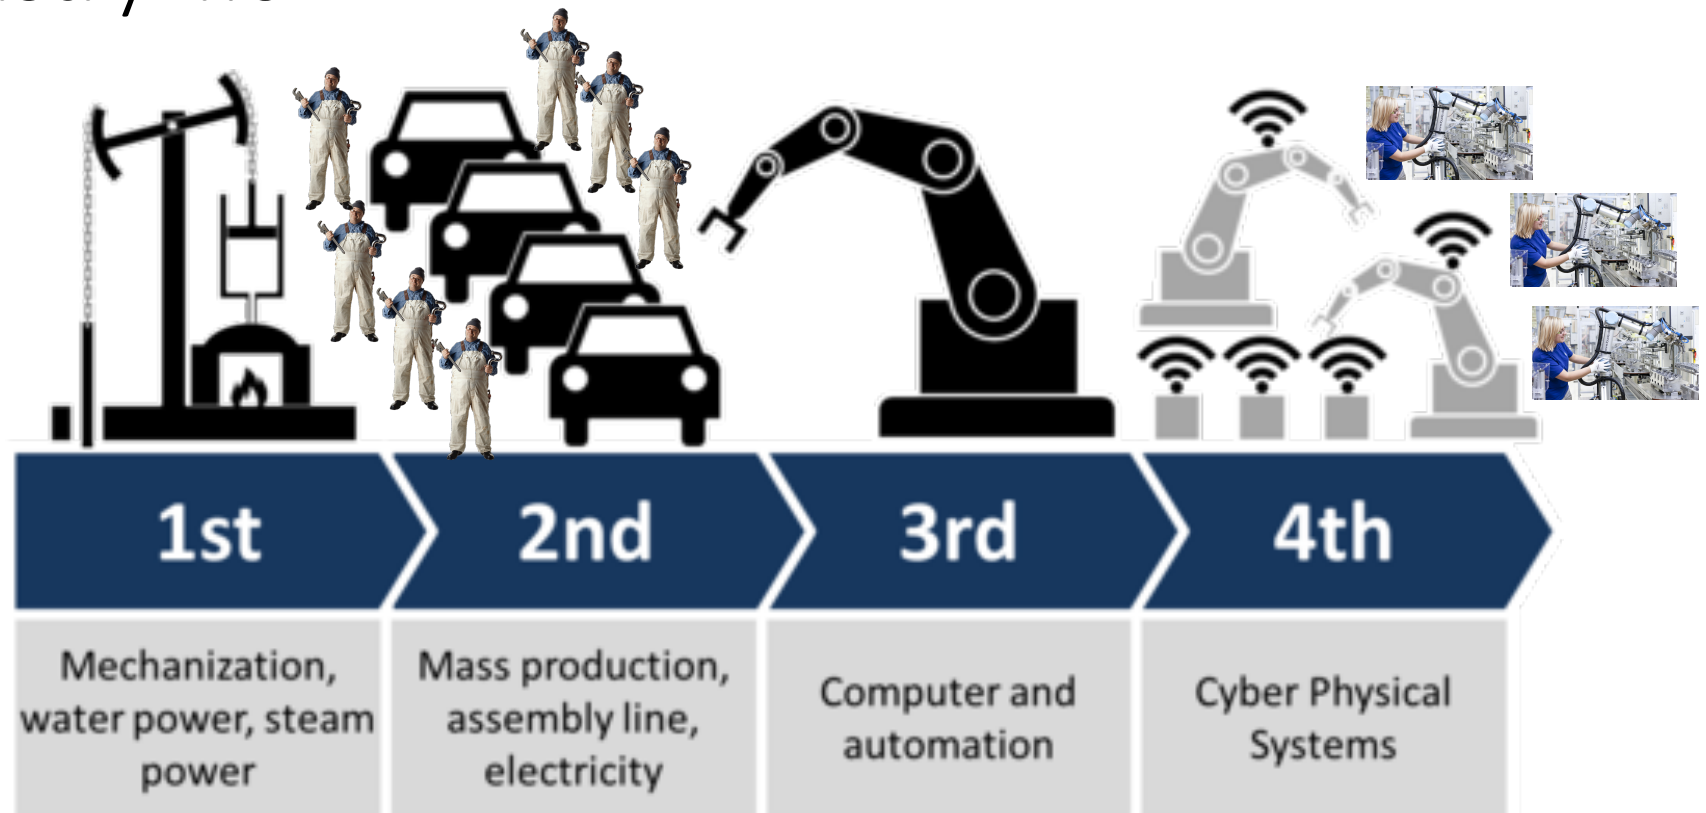 1st
2nd
3rd
4th
Mechanization,
water power, steam
power
Mass production,
assembly line,
electricity
Computer and
automation
Cyber Physical
Systems